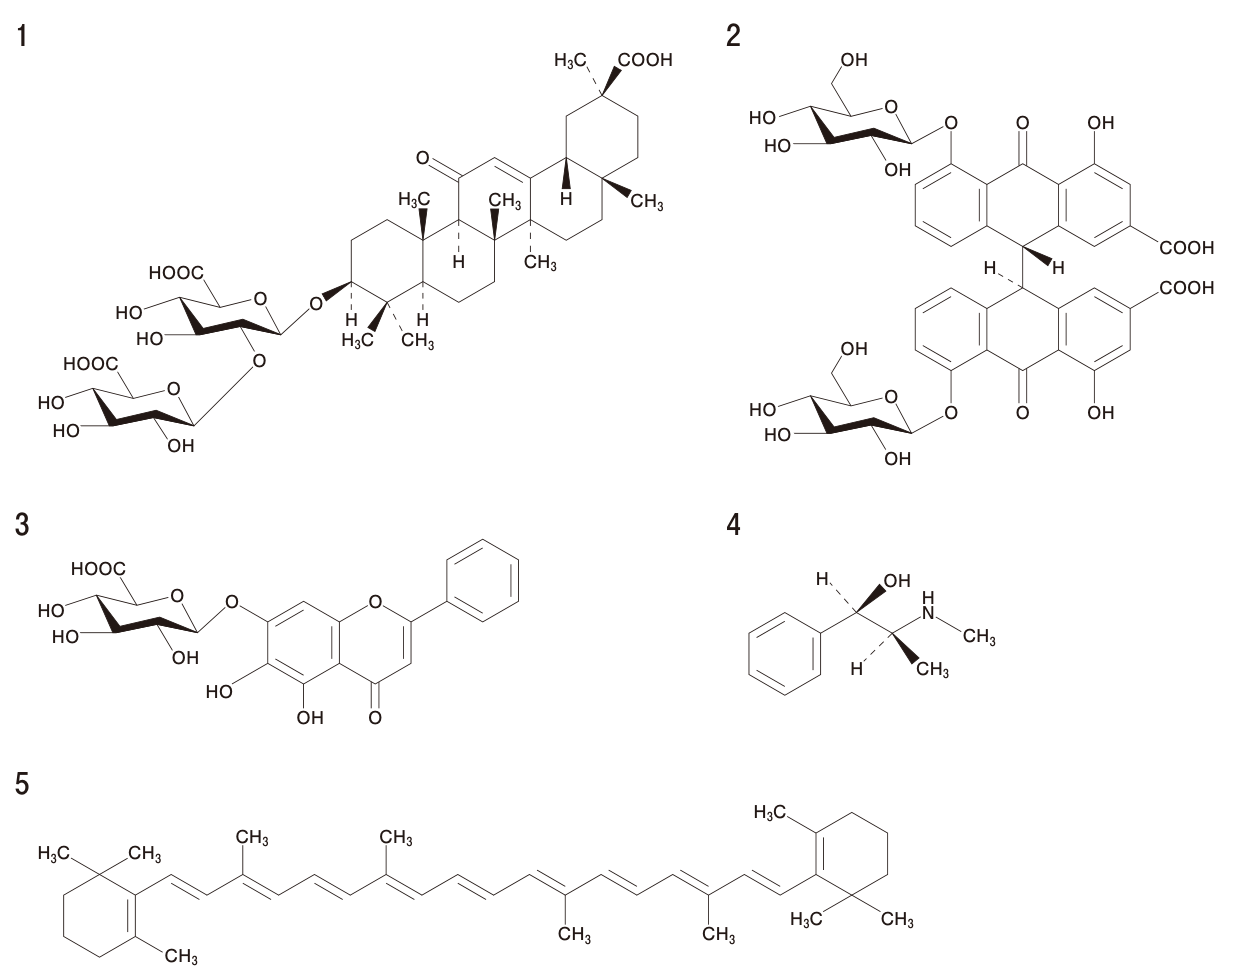 1
H₃C COOH
O
H₃C CH₃ H CH₃
H CH₃
HOOC
HO O O H H
HO H₃C CH₃
HOOC O
HO O
HO OH
2
OH
HO O O O OH
HO OH
COOH
H H
COOH
OH
HO O O O OH
HO OH
3
HOOC
HO O O O
HO OH
HO
OH O
4
H OH H
N
CH₃
H CH₃
5
H₃C CH₃ CH₃ CH₃ H₃C
CH₃ CH₃ CH₃ H₃C CH₃